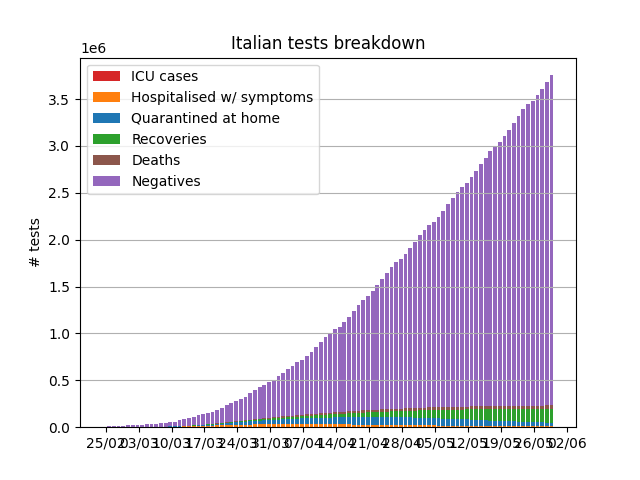 Italian tests breakdown
1e6
ICU cases
Hospitalised w/ symptoms
Quarantined at home
Recoveries
Deaths
Negatives
3.5
3.0
2.5
2.0
1.5
1.0
0.5
0.0
# tests
25/02 03/03 10/03 17/03 24/03 31/03 07/04 14/04 21/04 28/04 05/05 12/05 19/05 26/05 02/06